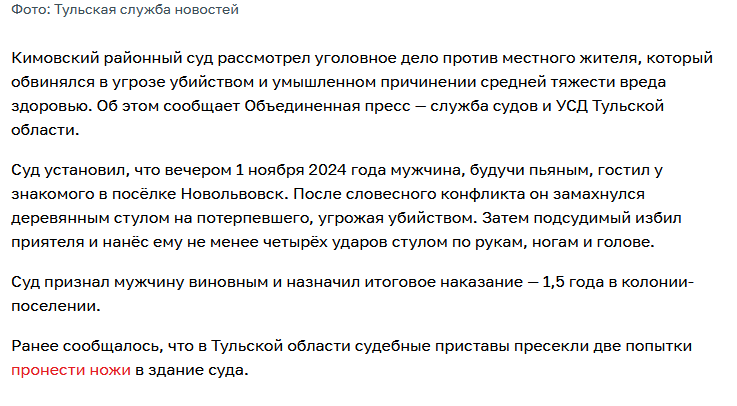 Фото: Тульская служба новостей
Кимовский районный суд рассмотрел уголовное дело против местного жителя, который
обвинялся в угрозе убийством и умышленном причинении средней тяжести вреда
здоровью. Об этом сообщает Объединенная пресс — служба судов и УСД Тульской
области.
Суд установил, что вечером 1 ноября 2024 года мужчина, будучи пьяным, гостил у
знакомого в посёлке Новольвовск. После словесного конфликта он замахнулся
деревянным стулом на потерпевшего, угрожая убийством. Затем подсудимый избил
приятеля и нанёс ему не менее четырёх ударов стулом по рукам, ногам и голове.
Суд признал мужчину виновным и назначил итоговое наказание — 1,5 года в колонии-
поселении.
Ранее сообщалось, что в Тульской области судебные приставы пресекли две попытки
пронести ножи в здание суда.